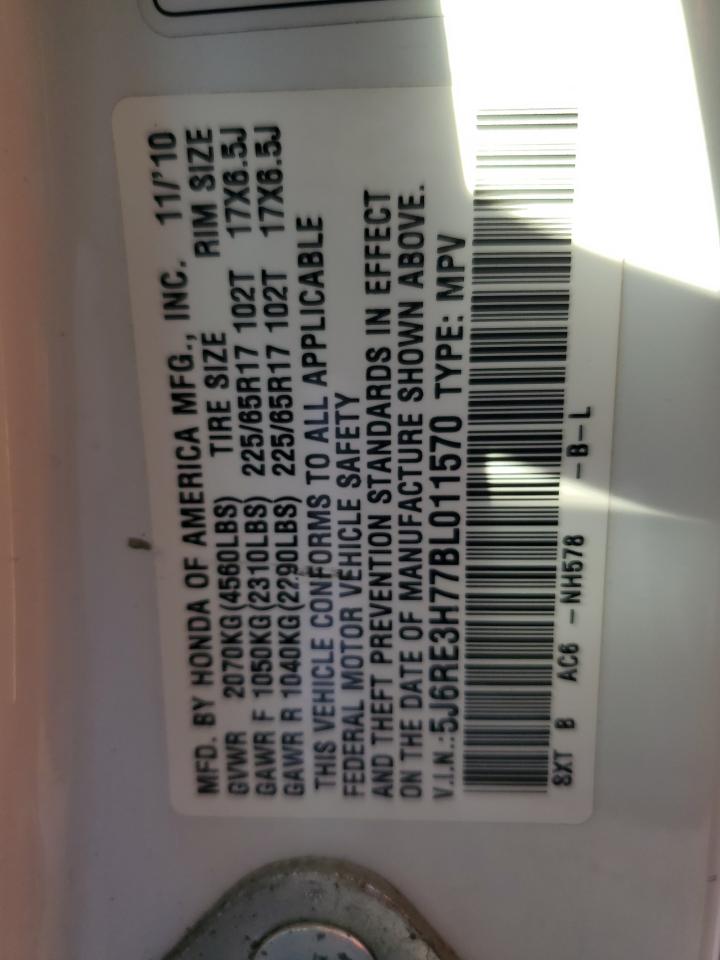 MFD. BY HONDA OF AMERICA MFG., INC. 11/'10
GVWR 2070KG(4560LBS) TIRE SIZE RIM SIZE
GAWR F 1050KG(2310LBS) 225/65R17 102T 17X6.5J
GAWR R 1040KG(2290LBS) 225/65R17 102T 17X6.5J
THIS VEHICLE CONFORMS TO ALL APPLICABLE
FEDERAL MOTOR VEHICLE SAFETY
AND THEFT PREVENTION STANDARDS IN EFFECT
ON THE DATE OF MANUFACTURE SHOWN ABOVE.
V.I.N.:5J6RE3H77BL011570 TYPE: MPV
SXT B AC6 -NH578 -B-L